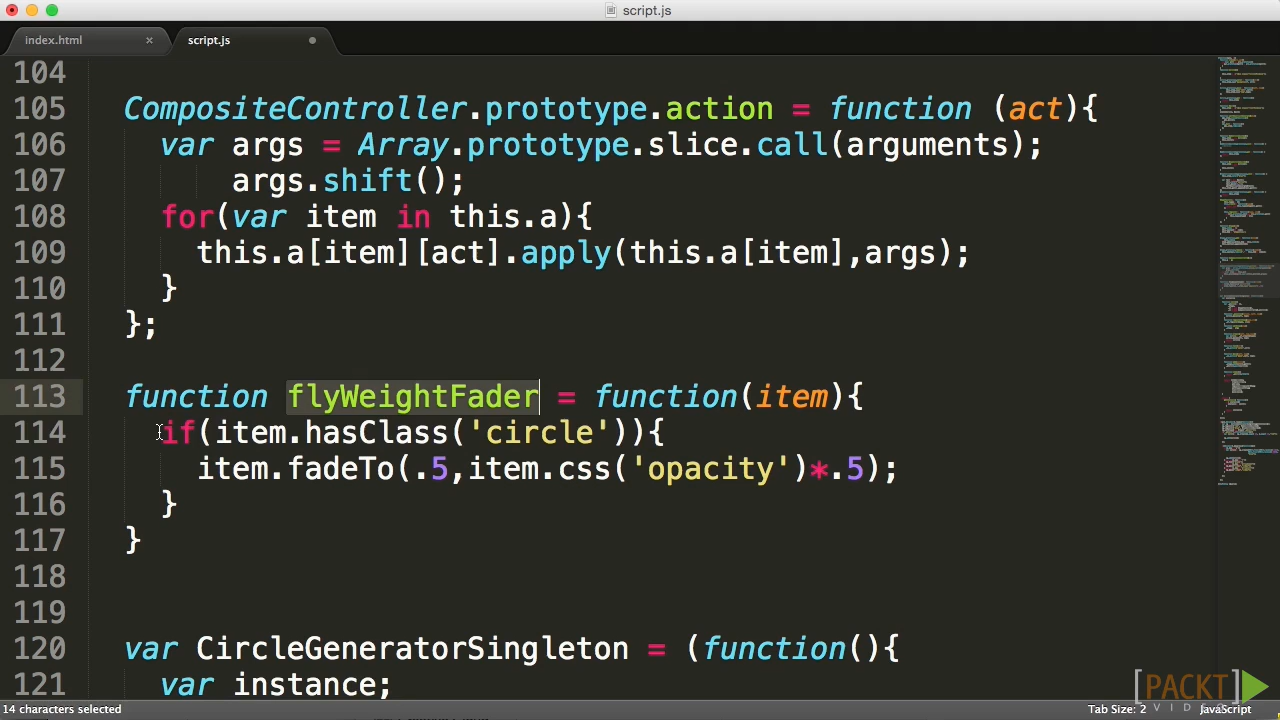 script.js
index.html × script.js
104
105 CompositeController.prototype.action = function (act){
106 var args = Array.prototype.slice.call(arguments);
107 args.shift();
108 for(var item in this.a){
109 this.a[item][act].apply(this.a[item],args);
110 }
111 };
112
113 function flyWeightFader = function(item){
114 if(item.hasClass('circle')){
115 item.fadeTo(.5,item.css('opacity')*.5);
116 }
117 }
118
119
120 var CircleGeneratorSingleton = (function(){
121 var instance;
[PACKT]
VIDEO
14 characters selected Tab Size: 2 JavaScript